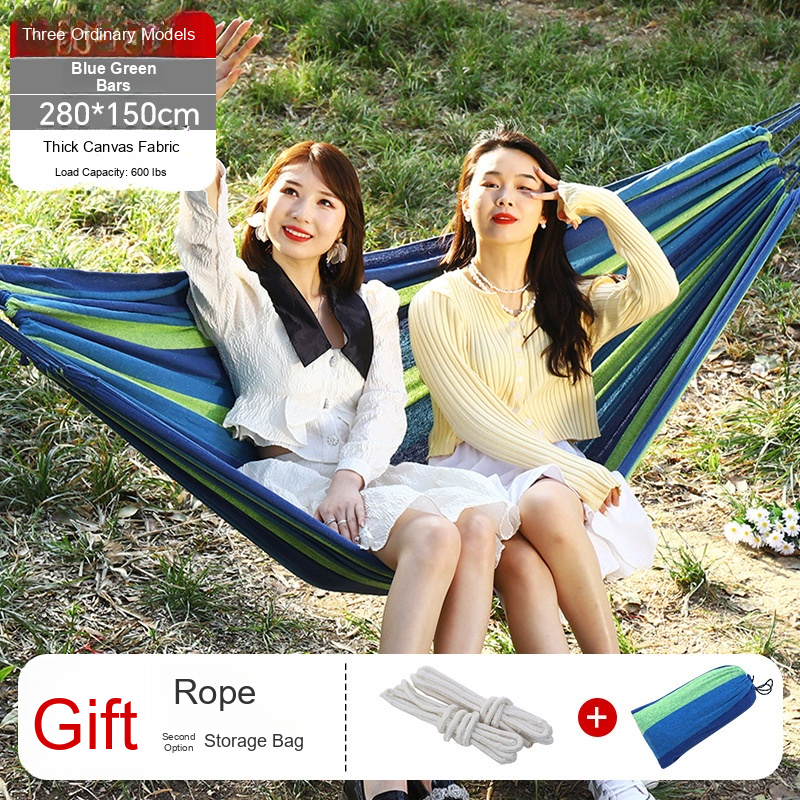 Three Ordinary Models
Blue Green
Bars
280*150cm
Thick Canvas Fabric
Load Capacity: 600 lbs
Gift
Rope
Second
Option
Storage Bag